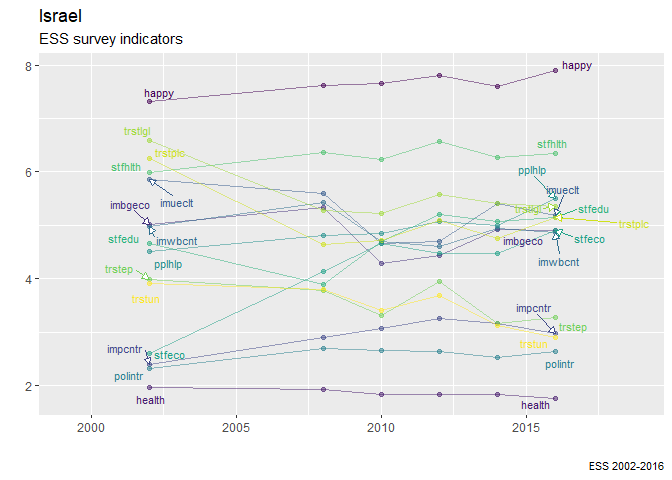 Israel
ESS survey indicators
8
happy
happy
trstlgl
trstplc
stfhlth
stfhlth
pplhlp
6
imueclt
imueclt
imbgeco
trstlgl
stfedu
trstplc
stfedu
imwbcnt
imbgeco
stfeco
pplhlp
imwbcnt
trstep
4
trstun
impcntr
trstep
impcntr
stfeco
trstun
polintr
polintr
2
health
health
2000
2005
2010
2015
ESS 2002-2016